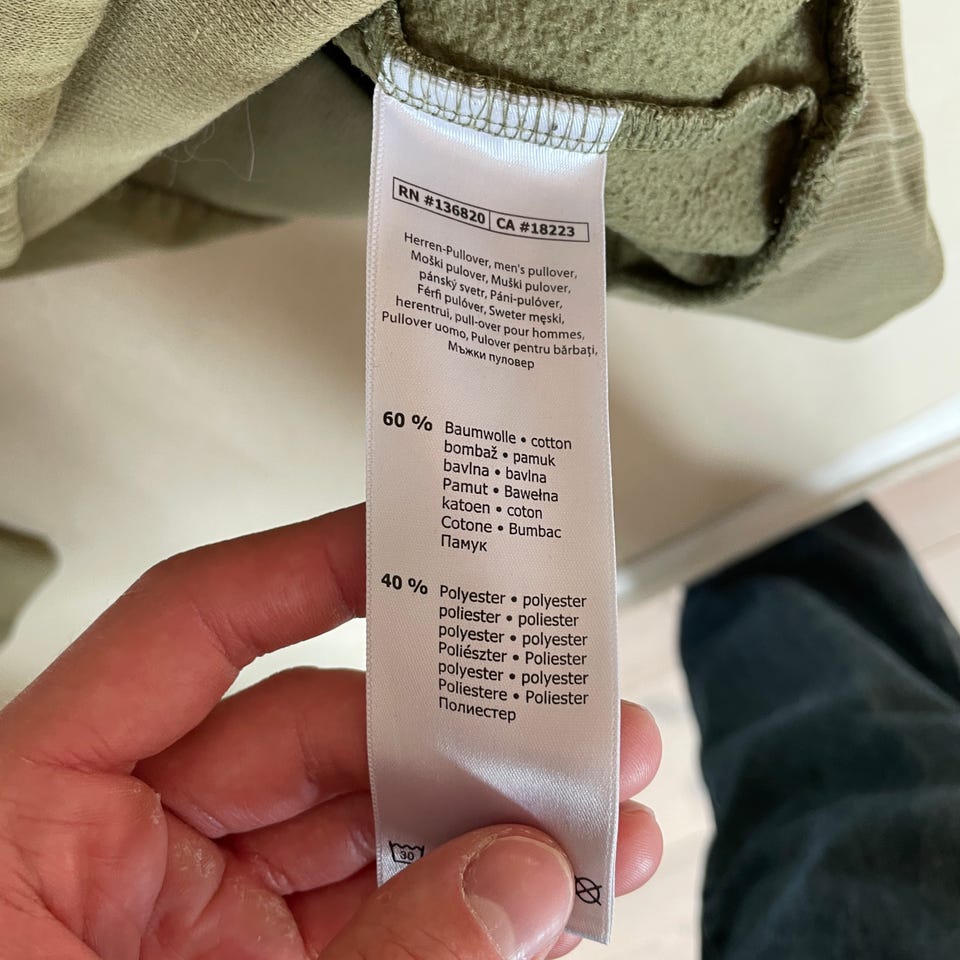 RN #136820 CA #18223
Herren-Pullover, men's pullover,
Moški pulover, Muški pulover,
pánský svetr, Páni-pulóver,
Férfi pulóver, Sweter męski,
herentrui, pull-over pour hommes,
Pullover uomo, Pulover pentru bărbați,
Мъжки пуловер
60 % Baumwolle • cotton
bombaž • pamuk
bavlna • bavlna
Pamut • Bawełna
katoen • coton
Cotone • Bumbac
Памук
40 % Polyester • polyester
poliester • poliester
polyester • polyester
Poliészter • Poliester
polyester • polyester
Poliestere • Poliester
Полиестер
30